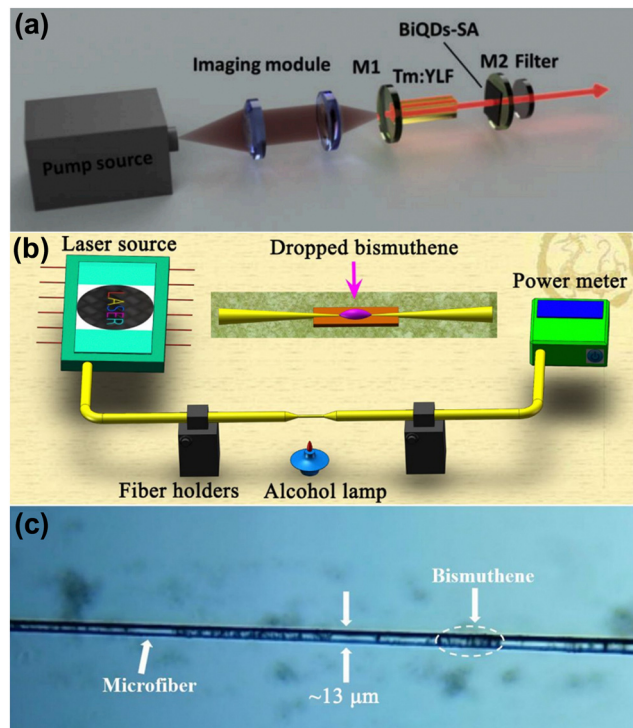 (a)
BiQDs-SA
Imaging module
M1
Tm:YLF
M2 Filter
Pump source
(b)
Laser source
Dropped bismuthene
Power meter
LASER
Fiber holders
Alcohol lamp
(c)
Bismuthene
Microfiber
~13 μm